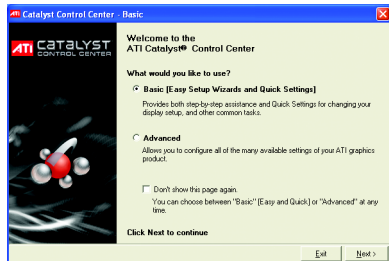 ATI Catalyst Control Center - Basic
ATI CATALYST
CONTROL CENTER
Welcome to the
ATI Catalyst® Control Center
What would you like to use?
Basic [Easy Setup Wizards and Quick Settings]
Provides both step-by-step assistance and Quick Settings for changing your
display setup, and other common tasks.
Advanced
Allows you to configure all of the many available settings of your ATI graphics
product.
Don't show this page again.
You can choose between "Basic" [Easy and Quick] or "Advanced" at any
time.
Click Next to continue
Exit
Next >